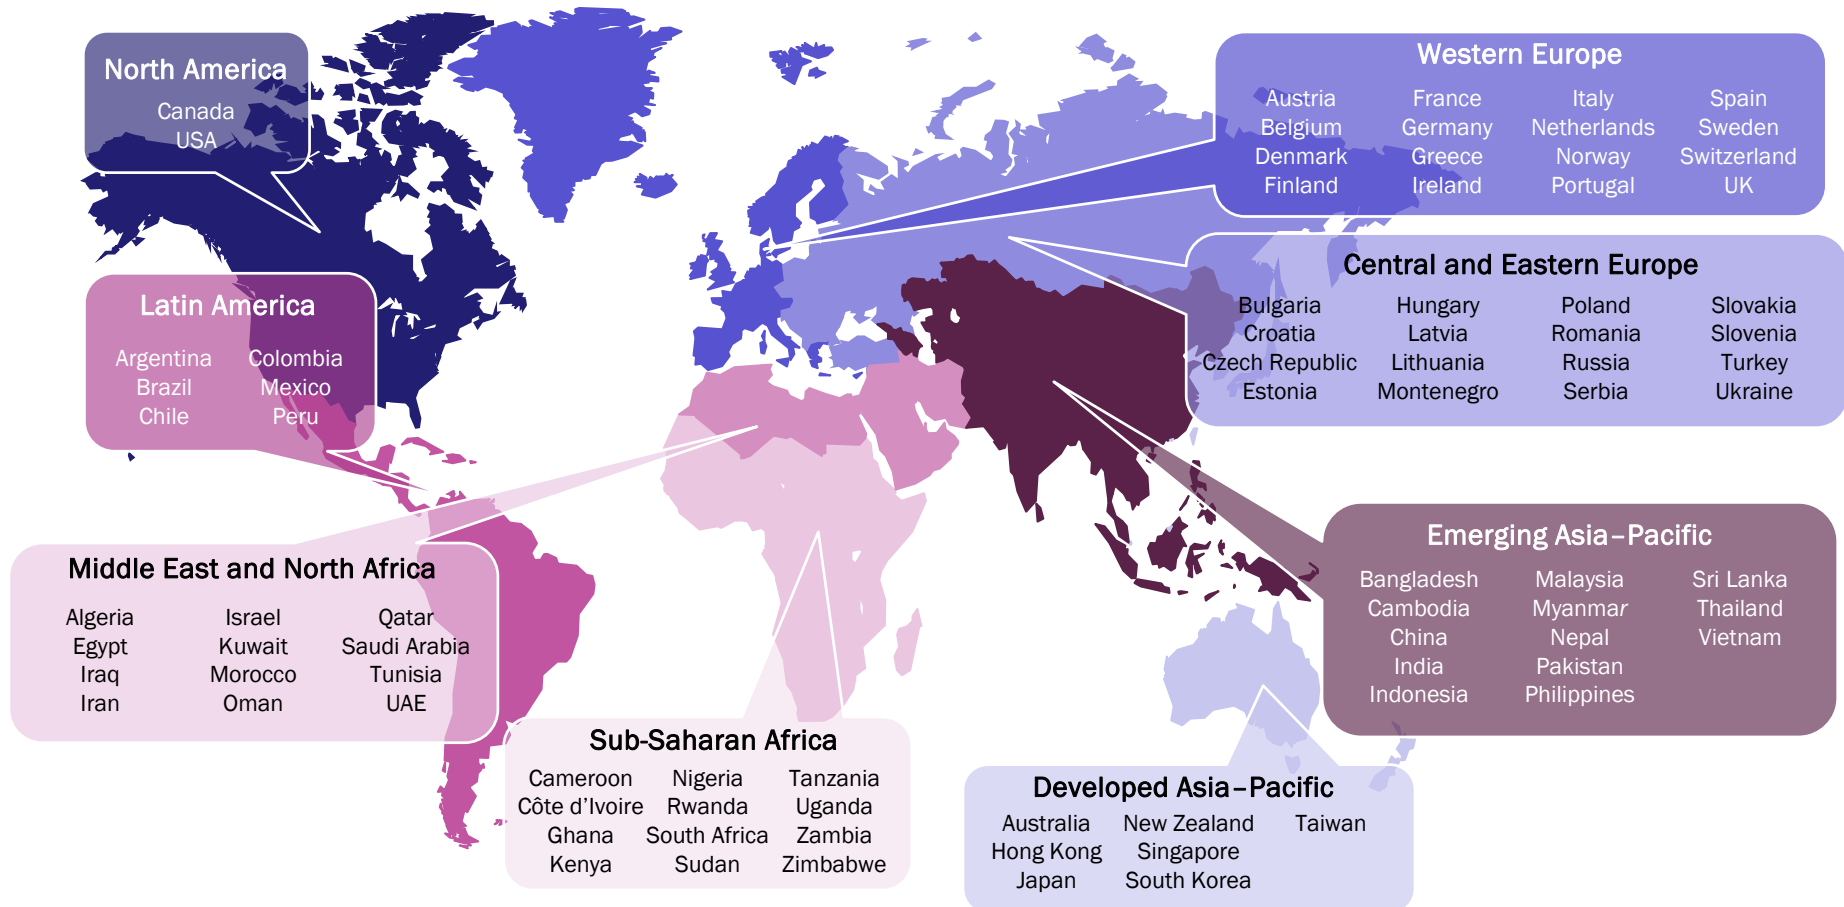 North America
Canada
USA
Western Europe
Austria France Italy Spain
Belgium Germany Netherlands Sweden
Denmark Greece Norway Switzerland
Finland Ireland Portugal UK
Central and Eastern Europe
Bulgaria Hungary Poland Slovakia
Croatia Latvia Romania Slovenia
Czech Republic Lithuania Russia Turkey
Estonia Montenegro Serbia Ukraine
Latin America
Argentina Colombia
Brazil Mexico
Chile Peru
Middle East and North Africa
Algeria Israel Qatar
Egypt Kuwait Saudi Arabia
Iraq Morocco Tunisia
Iran Oman UAE
Emerging Asia–Pacific
Bangladesh Malaysia Sri Lanka
Cambodia Myanmar Thailand
China Nepal Vietnam
India Pakistan
Indonesia Philippines
Sub-Saharan Africa
Cameroon Nigeria Tanzania
Côte d’Ivoire Rwanda Uganda
Ghana South Africa Zambia
Kenya Sudan Zimbabwe
Developed Asia–Pacific
Australia New Zealand Taiwan
Hong Kong Singapore
Japan South Korea